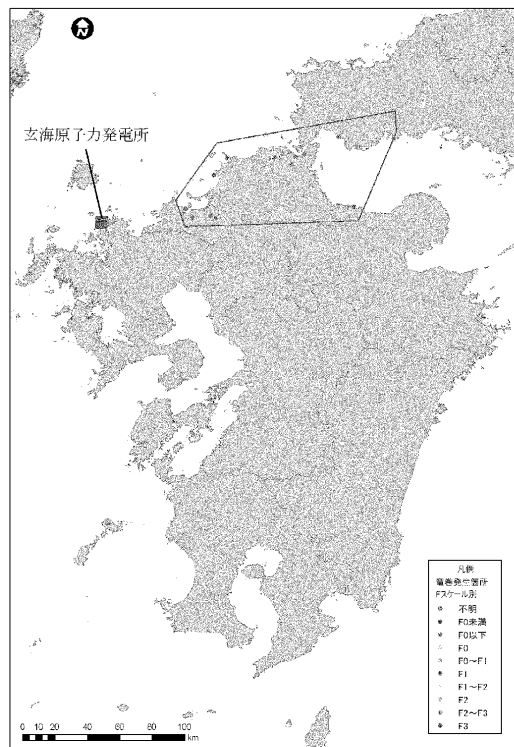 N
玄海原子力発電所
凡例
竜巻発生箇所
Fスケール別
不明
F0未満
F0以下
F0
F0～F1
F1
F1～F2
F2
F2～F3
F3
0 10 20 40 60 80 100
km